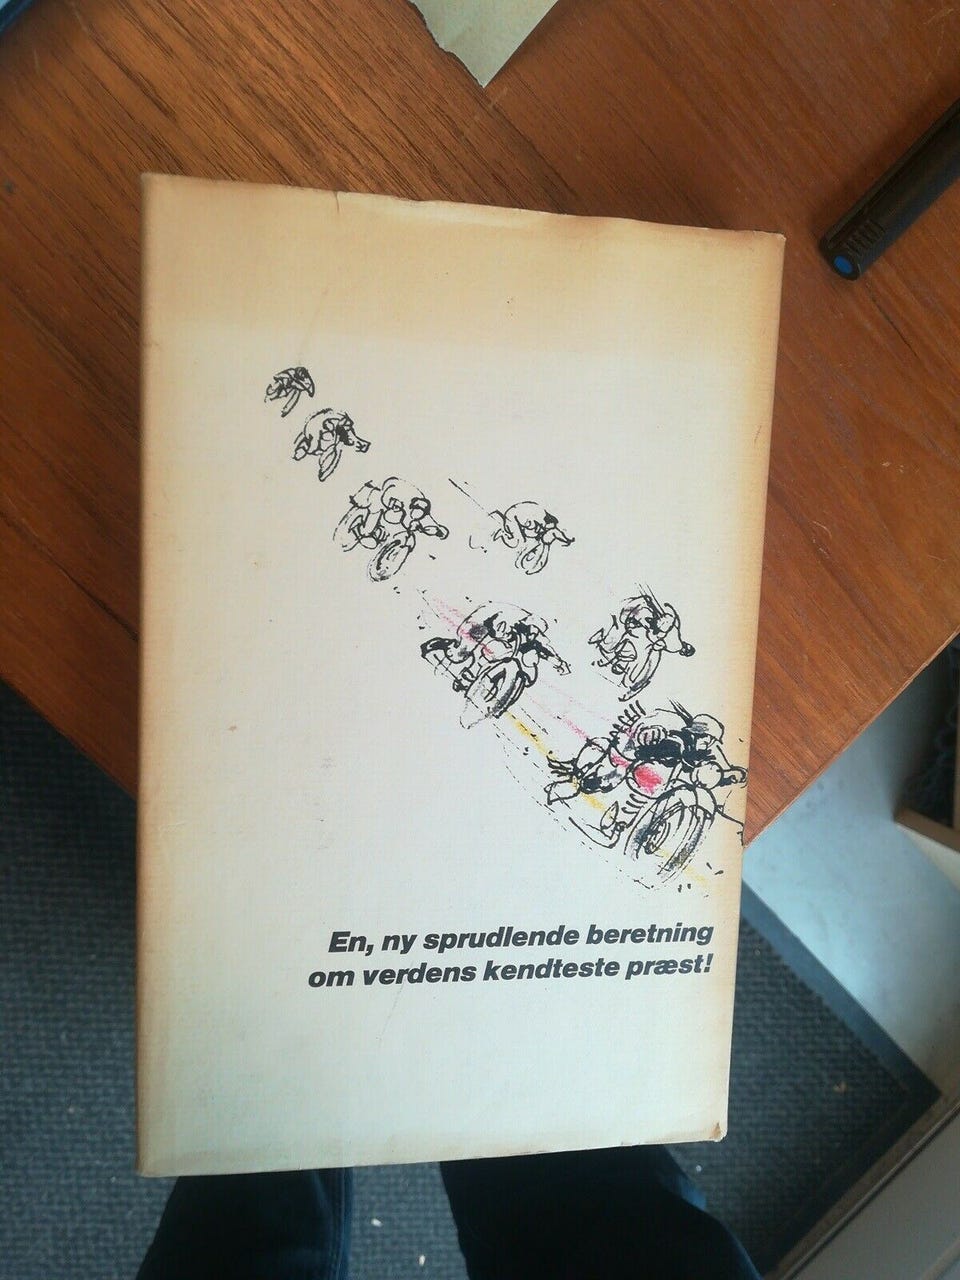 En, ny sprudlende beretning
om verdens kendteste præst!